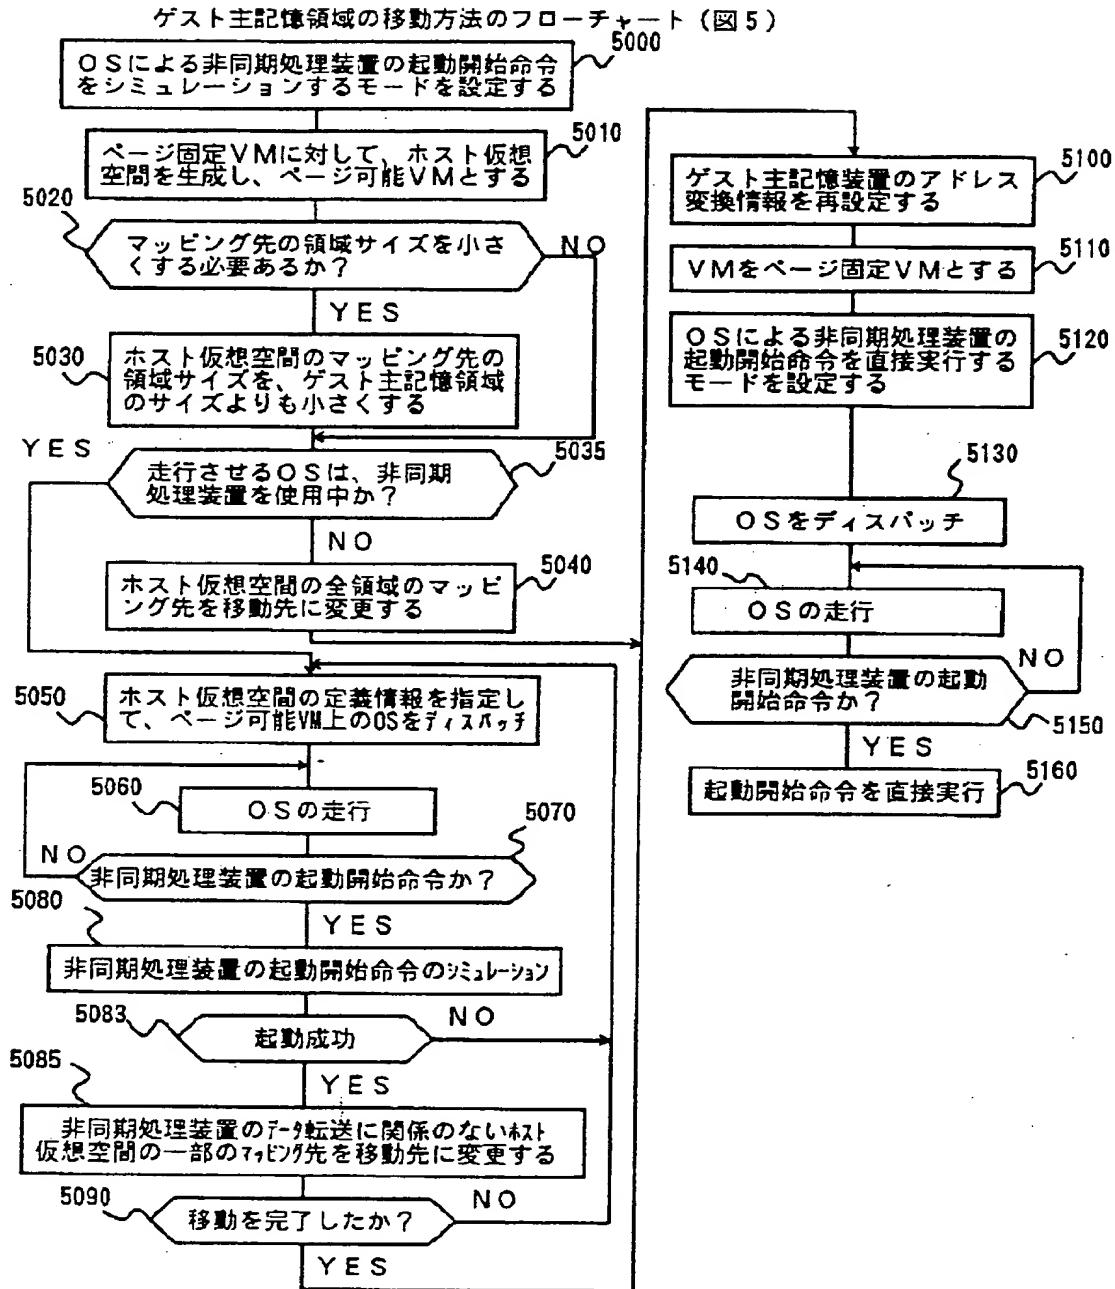 ゲスト主記憶領域の移動方法のフローチャート(図5)
5000
OSによる非同期処理装置の起動開始命令
をシミュレーションするモードを設定する
5010
ページ固定VMに対して、ホスト仮想
空間を生成し、ページ可能VMとする
5020
マッピング先の領域サイズを小さ
くする必要あるか?
NO
YES
5030
ホスト仮想空間のマッピング先の
領域サイズを、ゲスト主記憶領域
のサイズよりも小さくする
YES
5035
走行させるOSは、非同期
処理装置を使用中か?
NO
5040
ホスト仮想空間の全領域のマッピ
ング先を移動先に変更する
5050
ホスト仮想空間の定義情報を指定し
て、ページ可能VM上のOSをディスパッチ
5060
OSの走行
5070
NO
非同期処理装置の起動開始命令か?
5080
YES
非同期処理装置の起動開始命令のシミュレーション
5083
起動成功
NO
5085
YES
非同期処理装置のデータ転送に関係のないホスト
仮想空間の一部のマッピング先を移動先に変更する
5090
移動を完了したか?
NO
YES
5100
ゲスト主記憶装置のアドレス
変換情報を再設定する
5110
VMをページ固定VMとする
5120
OSによる非同期処理装置の
起動開始命令を直接実行する
モードを設定する
5130
OSをディスパッチ
5140
OSの走行
NO
非同期処理装置の起動
開始命令か?
5150
YES
5160
起動開始命令を直接実行